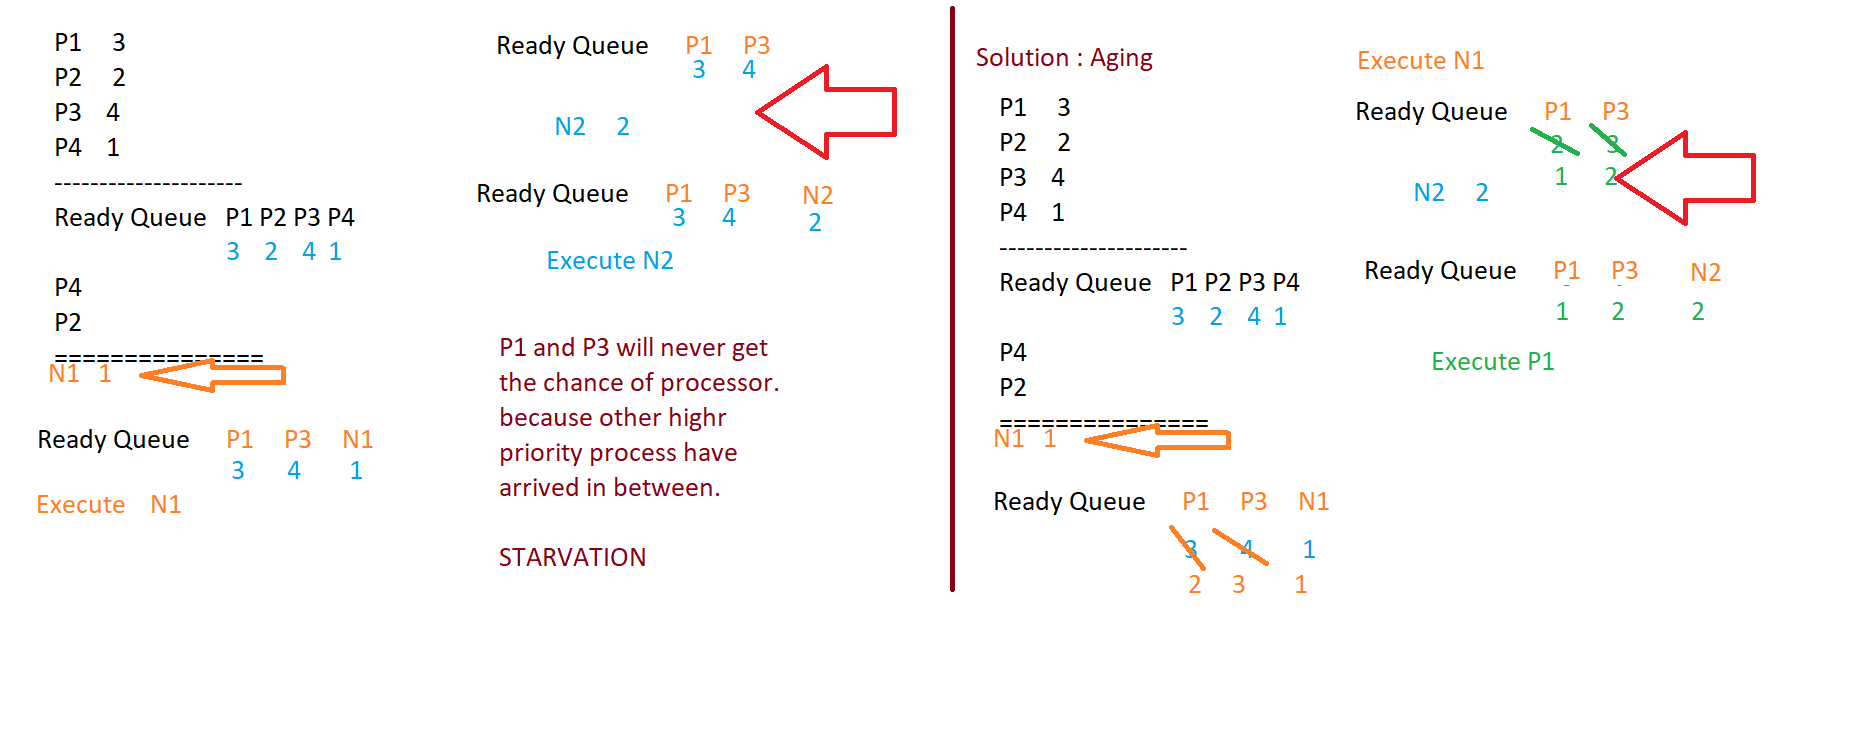 P1 3
P2 2
P3 4
P4 1
---------------------
Ready Queue P1 P2 P3 P4
3 2 4 1
P4
P2
===============
N1 1
Ready Queue P1 P3 N1
3 4 1
Execute N1
Ready Queue P1 P3
3 4
N2 2
Ready Queue P1 P3 N2
3 4 2
Execute N2
P1 and P3 will never get
the chance of processor.
because other highr
priority process have
arrived in between.
STARVATION
Solution : Aging
P1 3
P2 2
P3 4
P4 1
---------------------
Ready Queue P1 P2 P3 P4
3 2 4 1
P4
P2
===============
N1 1
Ready Queue P1 P3 N1
3 4 1
2 3 1
Execute N1
Ready Queue P1 P3
2 3
1 2
N2 2
Ready Queue P1 P3 N2
1 2 2
Execute P1